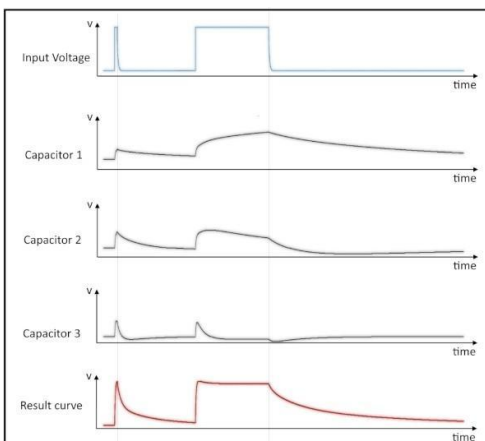 V
Input Voltage
time
V
Capacitor 1
time
V
Capacitor 2
time
V
Capacitor 3
time
V
Result curve
time